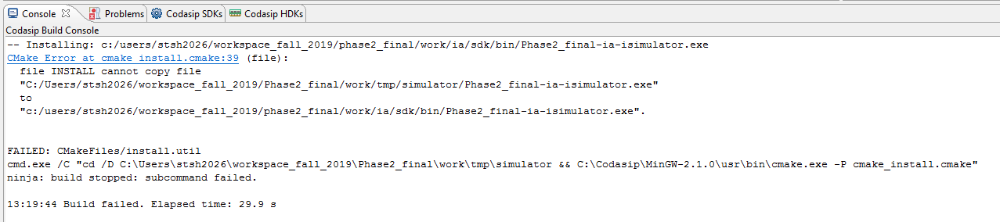 Console Problems Codasip SDKs Codasip HDKs
Codasip Build Console
-- Installing: c:/users/stsh2026/workspace_fall_2019/phase2_final/work/ia/sdk/bin/Phase2_final-ia-isimulator.exe
CMake Error at cmake_install.cmake:39 (file):
file INSTALL cannot copy file
"C:/Users/stsh2026/workspace_fall_2019/Phase2_final/work/tmp/simulator/Phase2_final-ia-isimulator.exe"
to
"c:/users/stsh2026/workspace_fall_2019/phase2_final/work/ia/sdk/bin/Phase2_final-ia-isimulator.exe".
FAILED: CMakeFiles/install.util
cmd.exe /C "cd /D C:\Users\stsh2026\workspace_fall_2019\Phase2_final\work\tmp\simulator && C:\Codasip\MinGW-2.1.0\usr\bin\cmake.exe -P cmake_install.cmake"
ninja: build stopped: subcommand failed.
13:19:44 Build failed. Elapsed time: 29.9 s